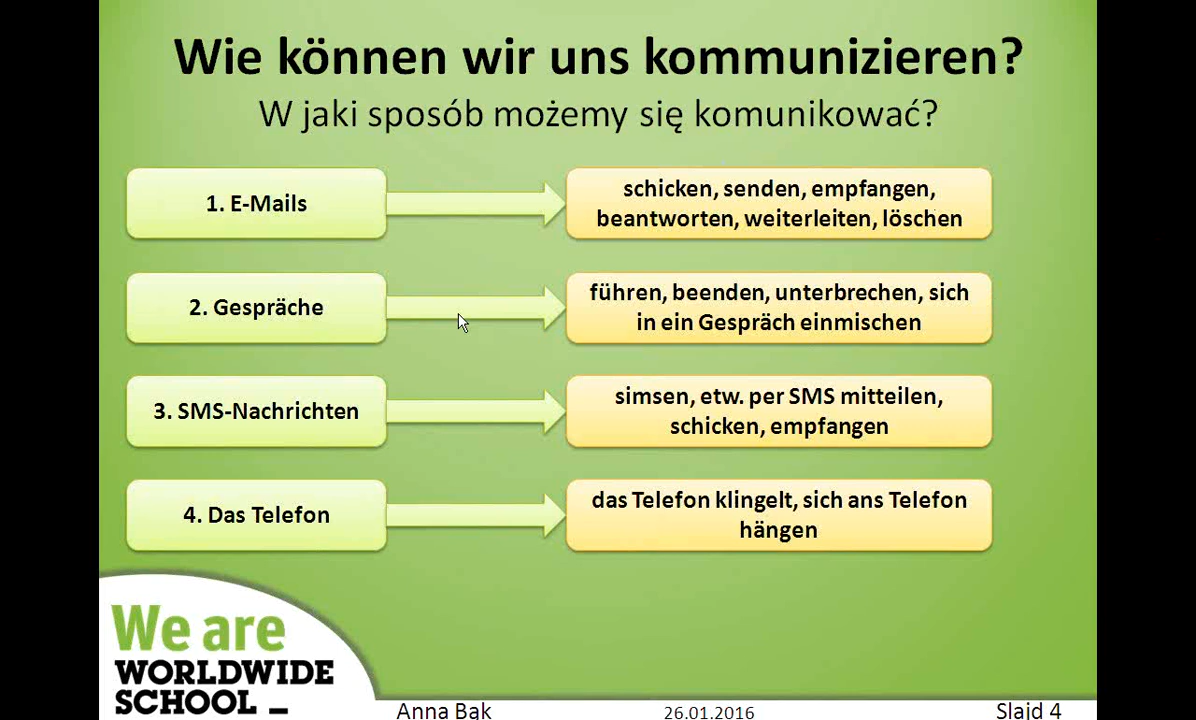 Wie können wir uns kommunizieren?
W jaki sposób możemy się komunikować?
1. E-Mails
schicken, senden, empfangen,
beantworten, weiterleiten, löschen
2. Gespräche
führen, beenden, unterbrechen, sich
in ein Gespräch einmischen
3. SMS-Nachrichten
simsen, etw. per SMS mitteilen,
schicken, empfangen
4. Das Telefon
das Telefon klingelt, sich ans Telefon
hängen
We are
WORLDWIDE
SCHOOL _
Anna Bąk
26.01.2016
Slajd 4